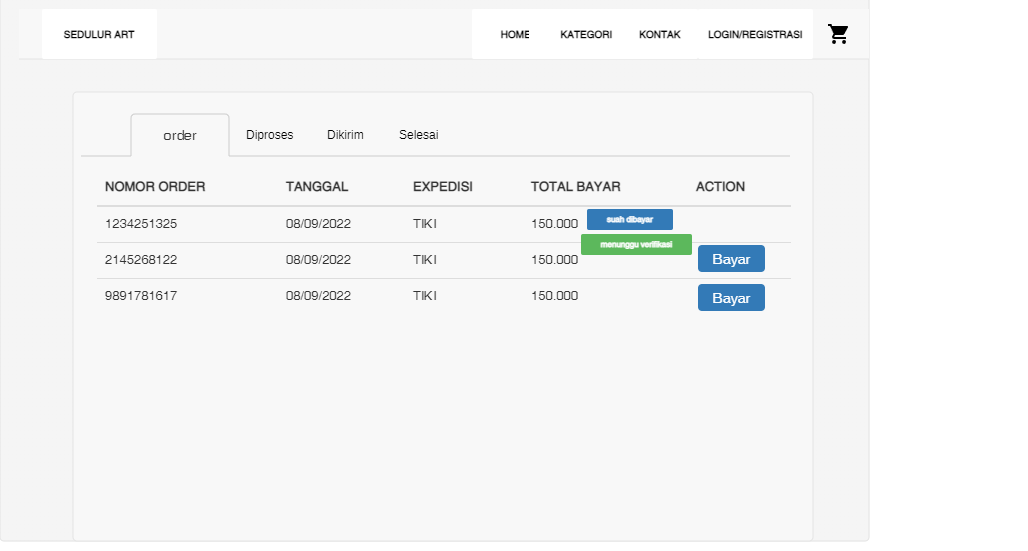 SEDULUR ART HOME KATEGORI KONTAK LOGIN/REGISTRASI
order Diproses Dikirim Selesai
NOMOR ORDER TANGGAL EXPEDISI TOTAL BAYAR ACTION
1234251325 08/09/2022 TIKI 150.000 suah dibayar
menunggu verifikasi
2145268122 08/09/2022 TIKI 150.000 Bayar
9891781617 08/09/2022 TIKI 150.000 Bayar